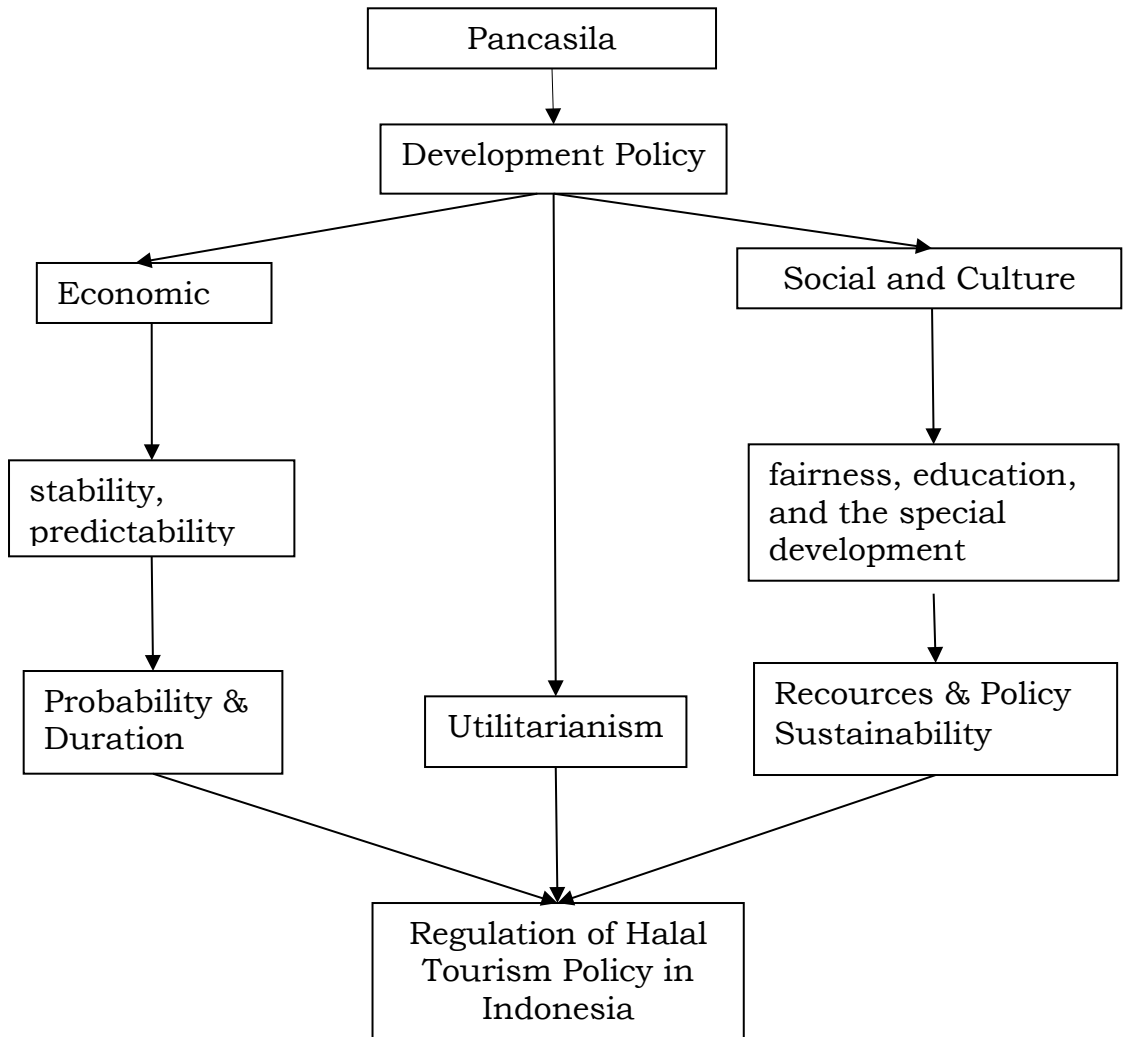 Pancasila
Development Policy
Economic
Social and Culture
stability,
predictability
fairness, education,
and the special
development
Probability &
Duration
Utilitarianism
Recources & Policy
Sustainability
Regulation of Halal
Tourism Policy in
Indonesia